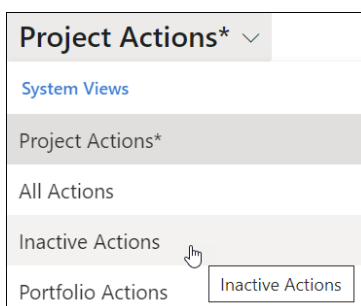 Project Actions*
System Views
Project Actions*
All Actions
Inactive Actions
Portfolio Actions
Inactive Actions